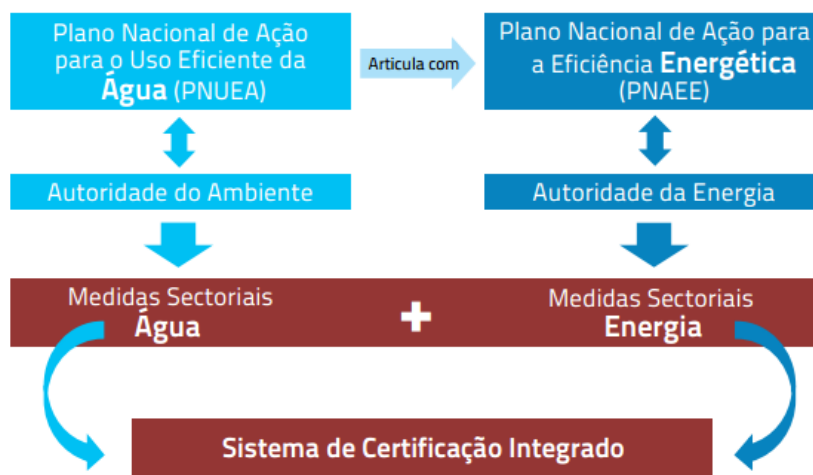 Plano Nacional de Ação
para o Uso Eficiente da
Água (PNUEA)
Articula com
Plano Nacional de Ação para
a Eficiência Energética
(PNAEE)
Autoridade do Ambiente
Autoridade da Energia
Medidas Sectoriais
Água
+
Medidas Sectoriais
Energia
Sistema de Certificação Integrado